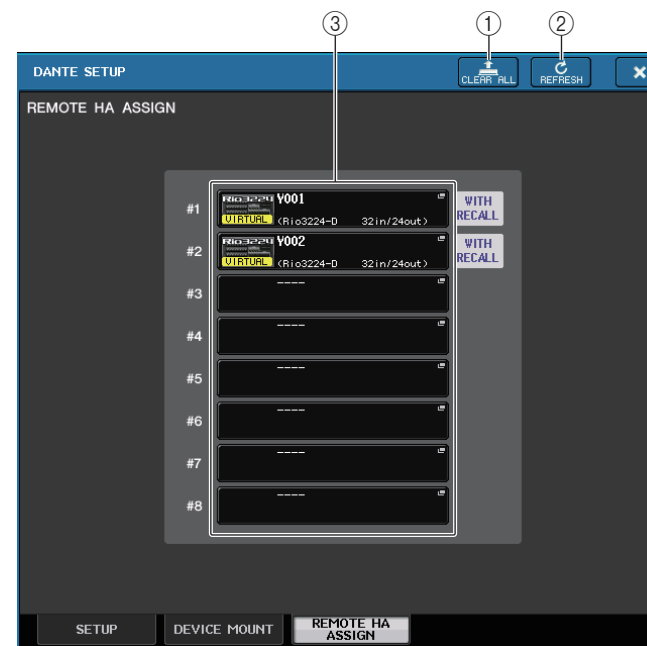 ③ ① ②
DANTE SETUP
CLEAR ALL
REFRESH
×
REMOTE HA ASSIGN
#1
Rio3224
VIRTUAL
Y001
(Rio3224-D 32in/24out)
WITH
RECALL
#2
Rio3224
VIRTUAL
Y002
(Rio3224-D 32in/24out)
WITH
RECALL
#3 ----
#4 ----
#5 ----
#6 ----
#7 ----
#8 ----
SETUP
DEVICE MOUNT
REMOTE HA
ASSIGN